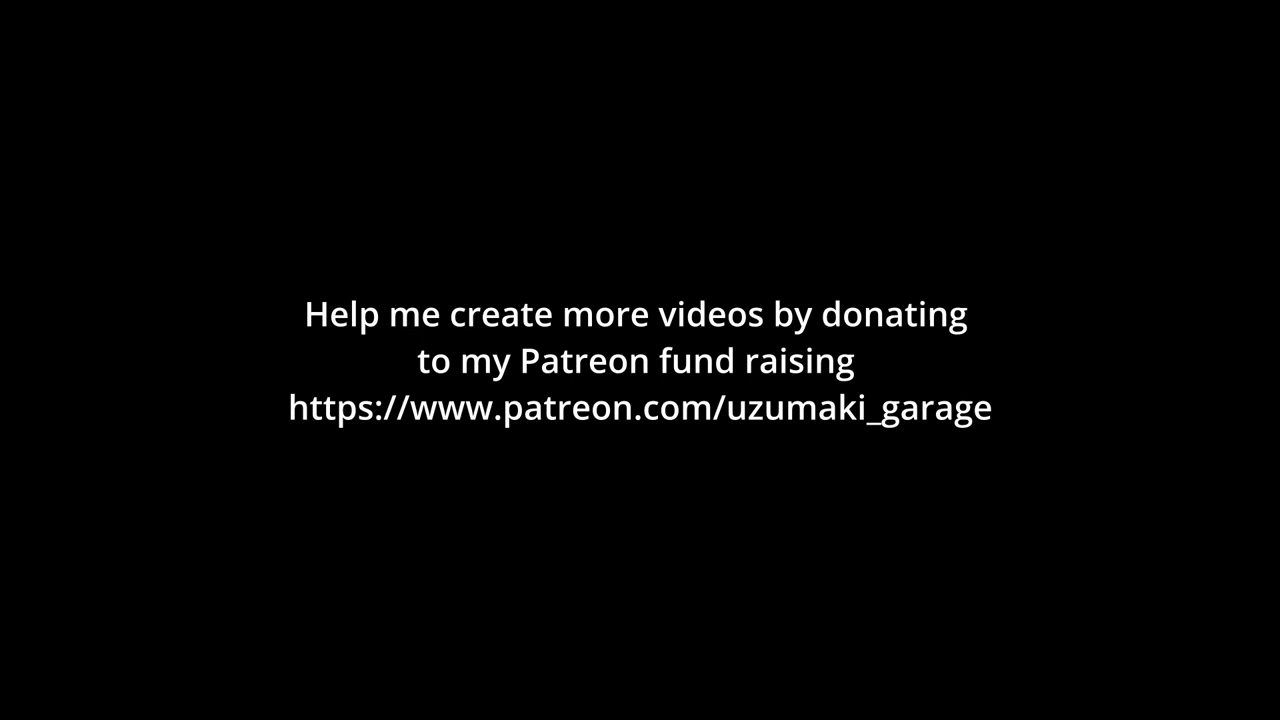 Help me create more videos by donating
to my Patreon fund raising
https://www.patreon.com/uzumaki_garage